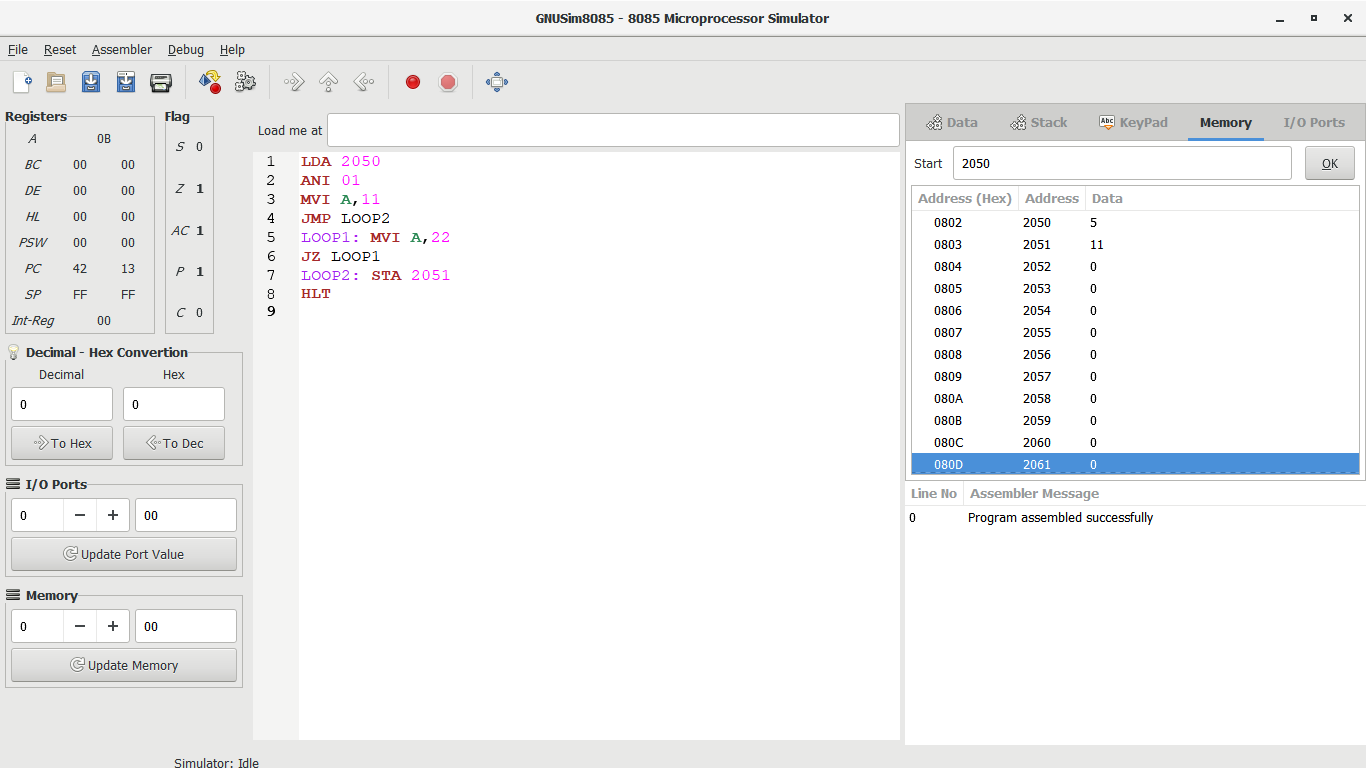 GNUSim8085 - 8085 Microprocessor Simulator
File Reset Assembler Debug Help
Registers
A 0B
BC 00 00
DE 00 00
HL 00 00
PSW 00 00
PC 42 13
SP FF FF
Int-Reg 00
Flag
S 0
Z 1
AC 1
P 1
C 0
Decimal - Hex Convertion
Decimal Hex
0 0
To Hex To Dec
I/O Ports
0 − + 00
Update Port Value
Memory
0 − + 00
Update Memory
Load me at
1 LDA 2050
2 ANI 01
3 MVI A,11
4 JMP LOOP2
5 LOOP1: MVI A,22
6 JZ LOOP1
7 LOOP2: STA 2051
8 HLT
9
Data Stack Abc KeyPad Memory I/O Ports
Start 2050 OK
Address (Hex) Address Data
0802 2050 5
0803 2051 11
0804 2052 0
0805 2053 0
0806 2054 0
0807 2055 0
0808 2056 0
0809 2057 0
080A 2058 0
080B 2059 0
080C 2060 0
080D 2061 0
Line No Assembler Message
0 Program assembled successfully
Simulator: Idle